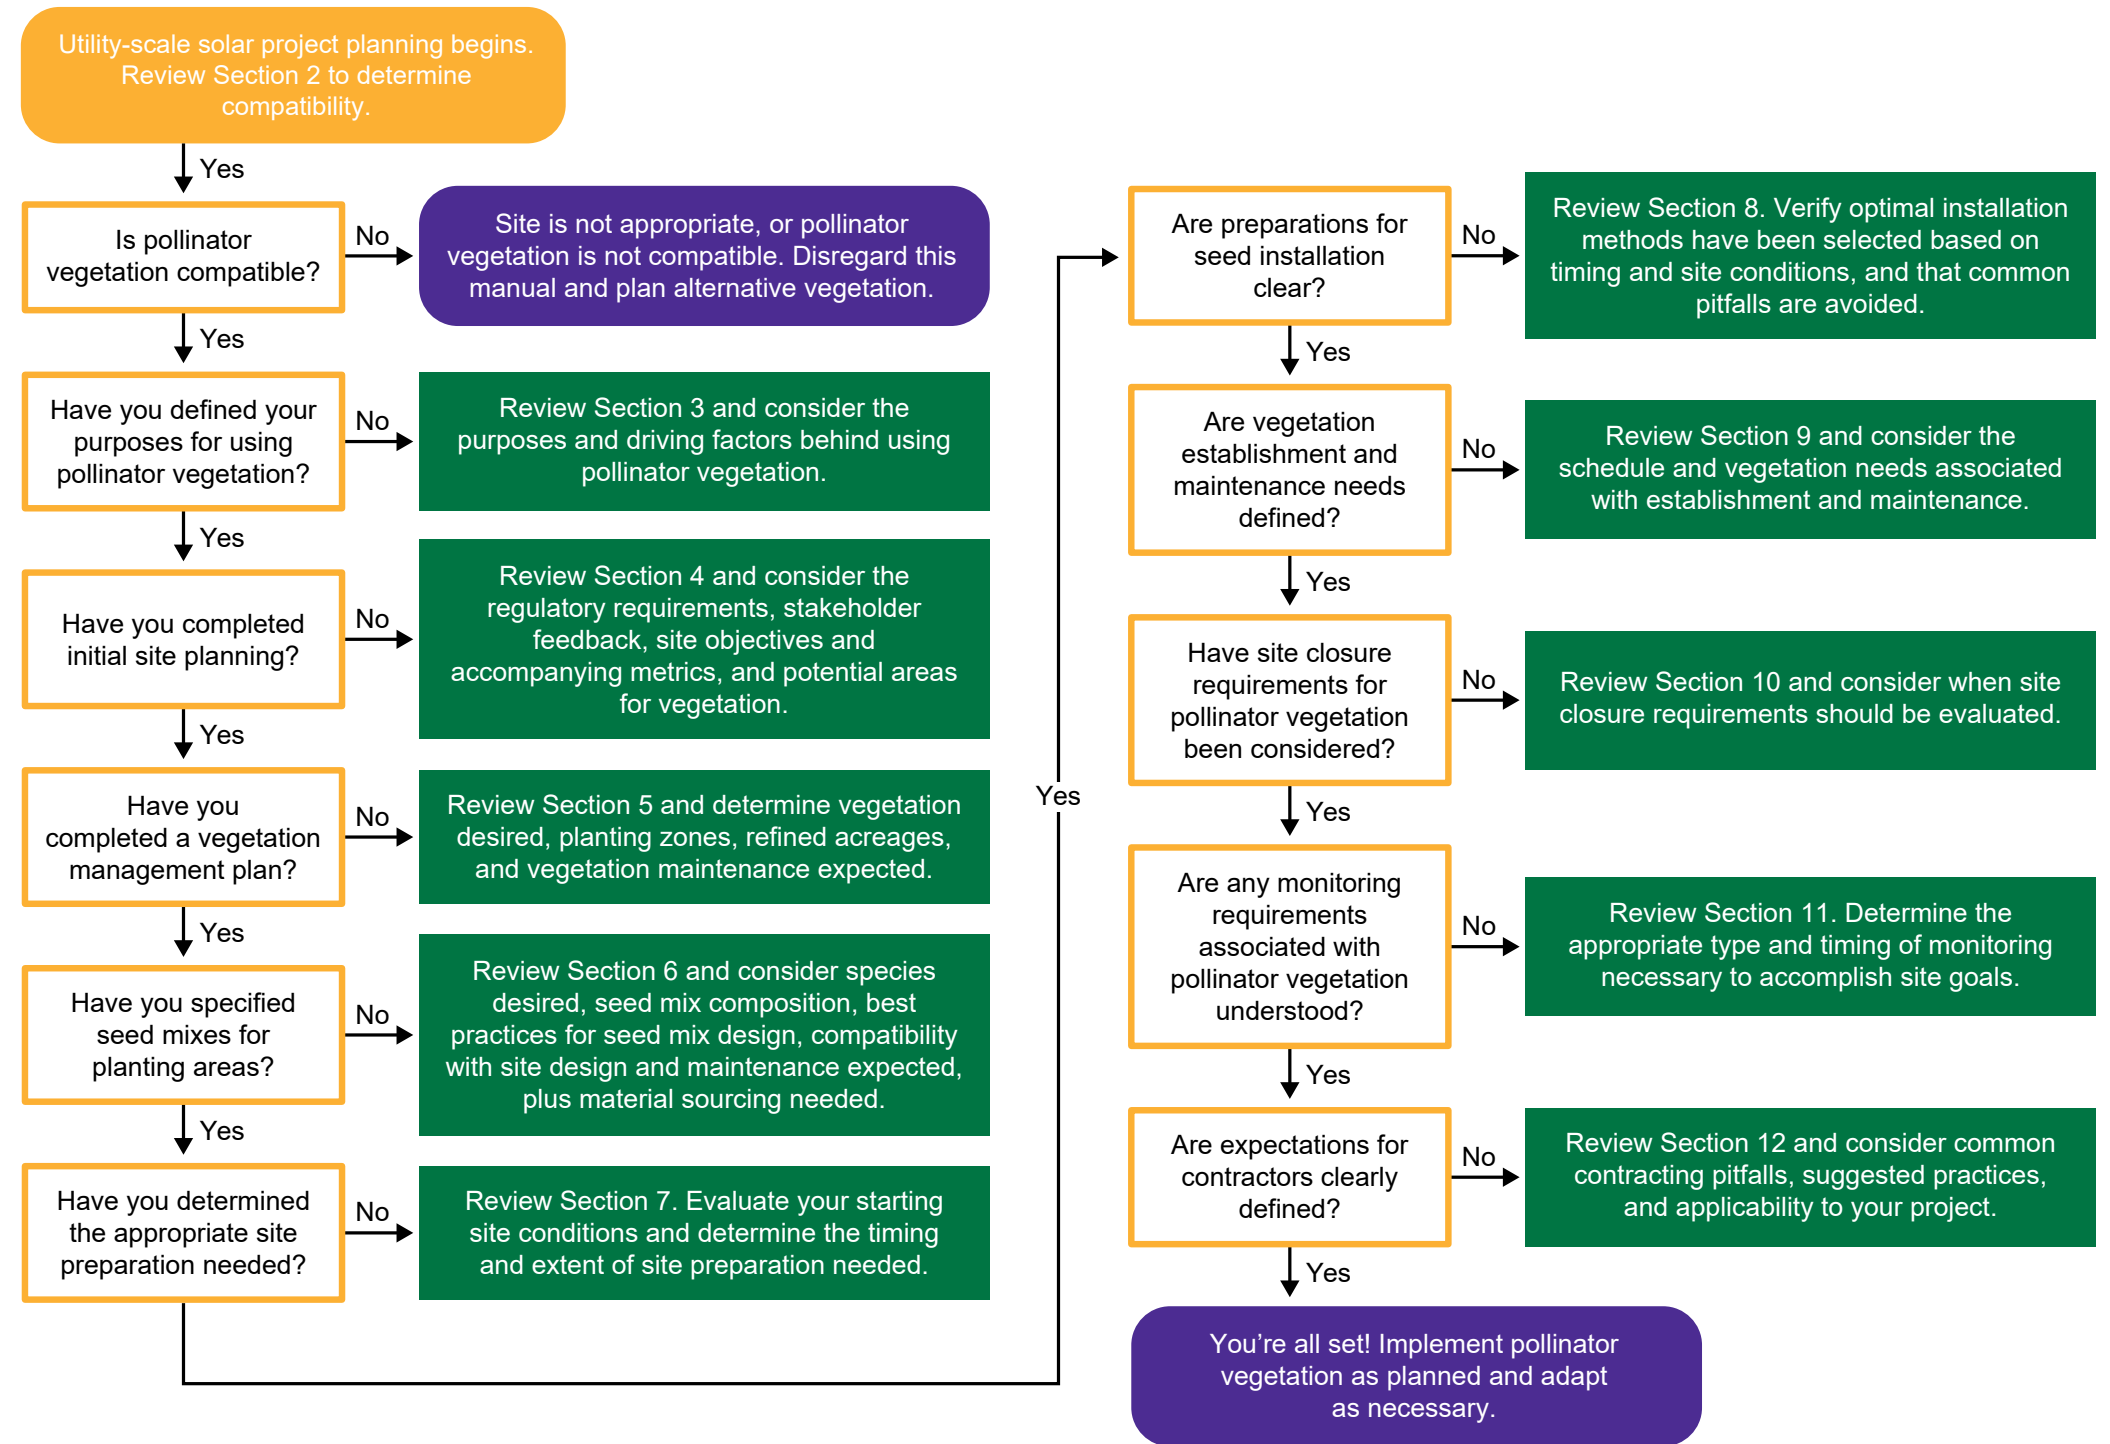 Utility-scale solar project planning begins.
Review Section 2 to determine
compatibility.
Yes
Is pollinator
vegetation compatible?
No
Site is not appropriate, or pollinator
vegetation is not compatible. Disregard this
manual and plan alternative vegetation.
Yes
Have you defined your
purposes for using
pollinator vegetation?
No
Review Section 3 and consider the
purposes and driving factors behind using
pollinator vegetation.
Yes
Have you completed
initial site planning?
No
Review Section 4 and consider the
regulatory requirements, stakeholder
feedback, site objectives and
accompanying metrics, and potential areas
for vegetation.
Yes
Have you
completed a vegetation
management plan?
No
Review Section 5 and determine vegetation
desired, planting zones, refined acreages,
and vegetation maintenance expected.
Yes
Have you specified
seed mixes for
planting areas?
No
Review Section 6 and consider species
desired, seed mix composition, best
practices for seed mix design, compatibility
with site design and maintenance expected,
plus material sourcing needed.
Yes
Have you determined
the appropriate site
preparation needed?
No
Review Section 7. Evaluate your starting
site conditions and determine the timing
and extent of site preparation needed.
Yes
Are preparations for
seed installation
clear?
No
Review Section 8. Verify optimal installation
methods have been selected based on
timing and site conditions, and that common
pitfalls are avoided.
Yes
Are vegetation
establishment and
maintenance needs
defined?
No
Review Section 9 and consider the
schedule and vegetation needs associated
with establishment and maintenance.
Yes
Have site closure
requirements for
pollinator vegetation
been considered?
No
Review Section 10 and consider when site
closure requirements should be evaluated.
Yes
Are any monitoring
requirements
associated with
pollinator vegetation
understood?
No
Review Section 11. Determine the
appropriate type and timing of monitoring
necessary to accomplish site goals.
Yes
Are expectations for
contractors clearly
defined?
No
Review Section 12 and consider common
contracting pitfalls, suggested practices,
and applicability to your project.
Yes
You’re all set! Implement pollinator
vegetation as planned and adapt
as necessary.